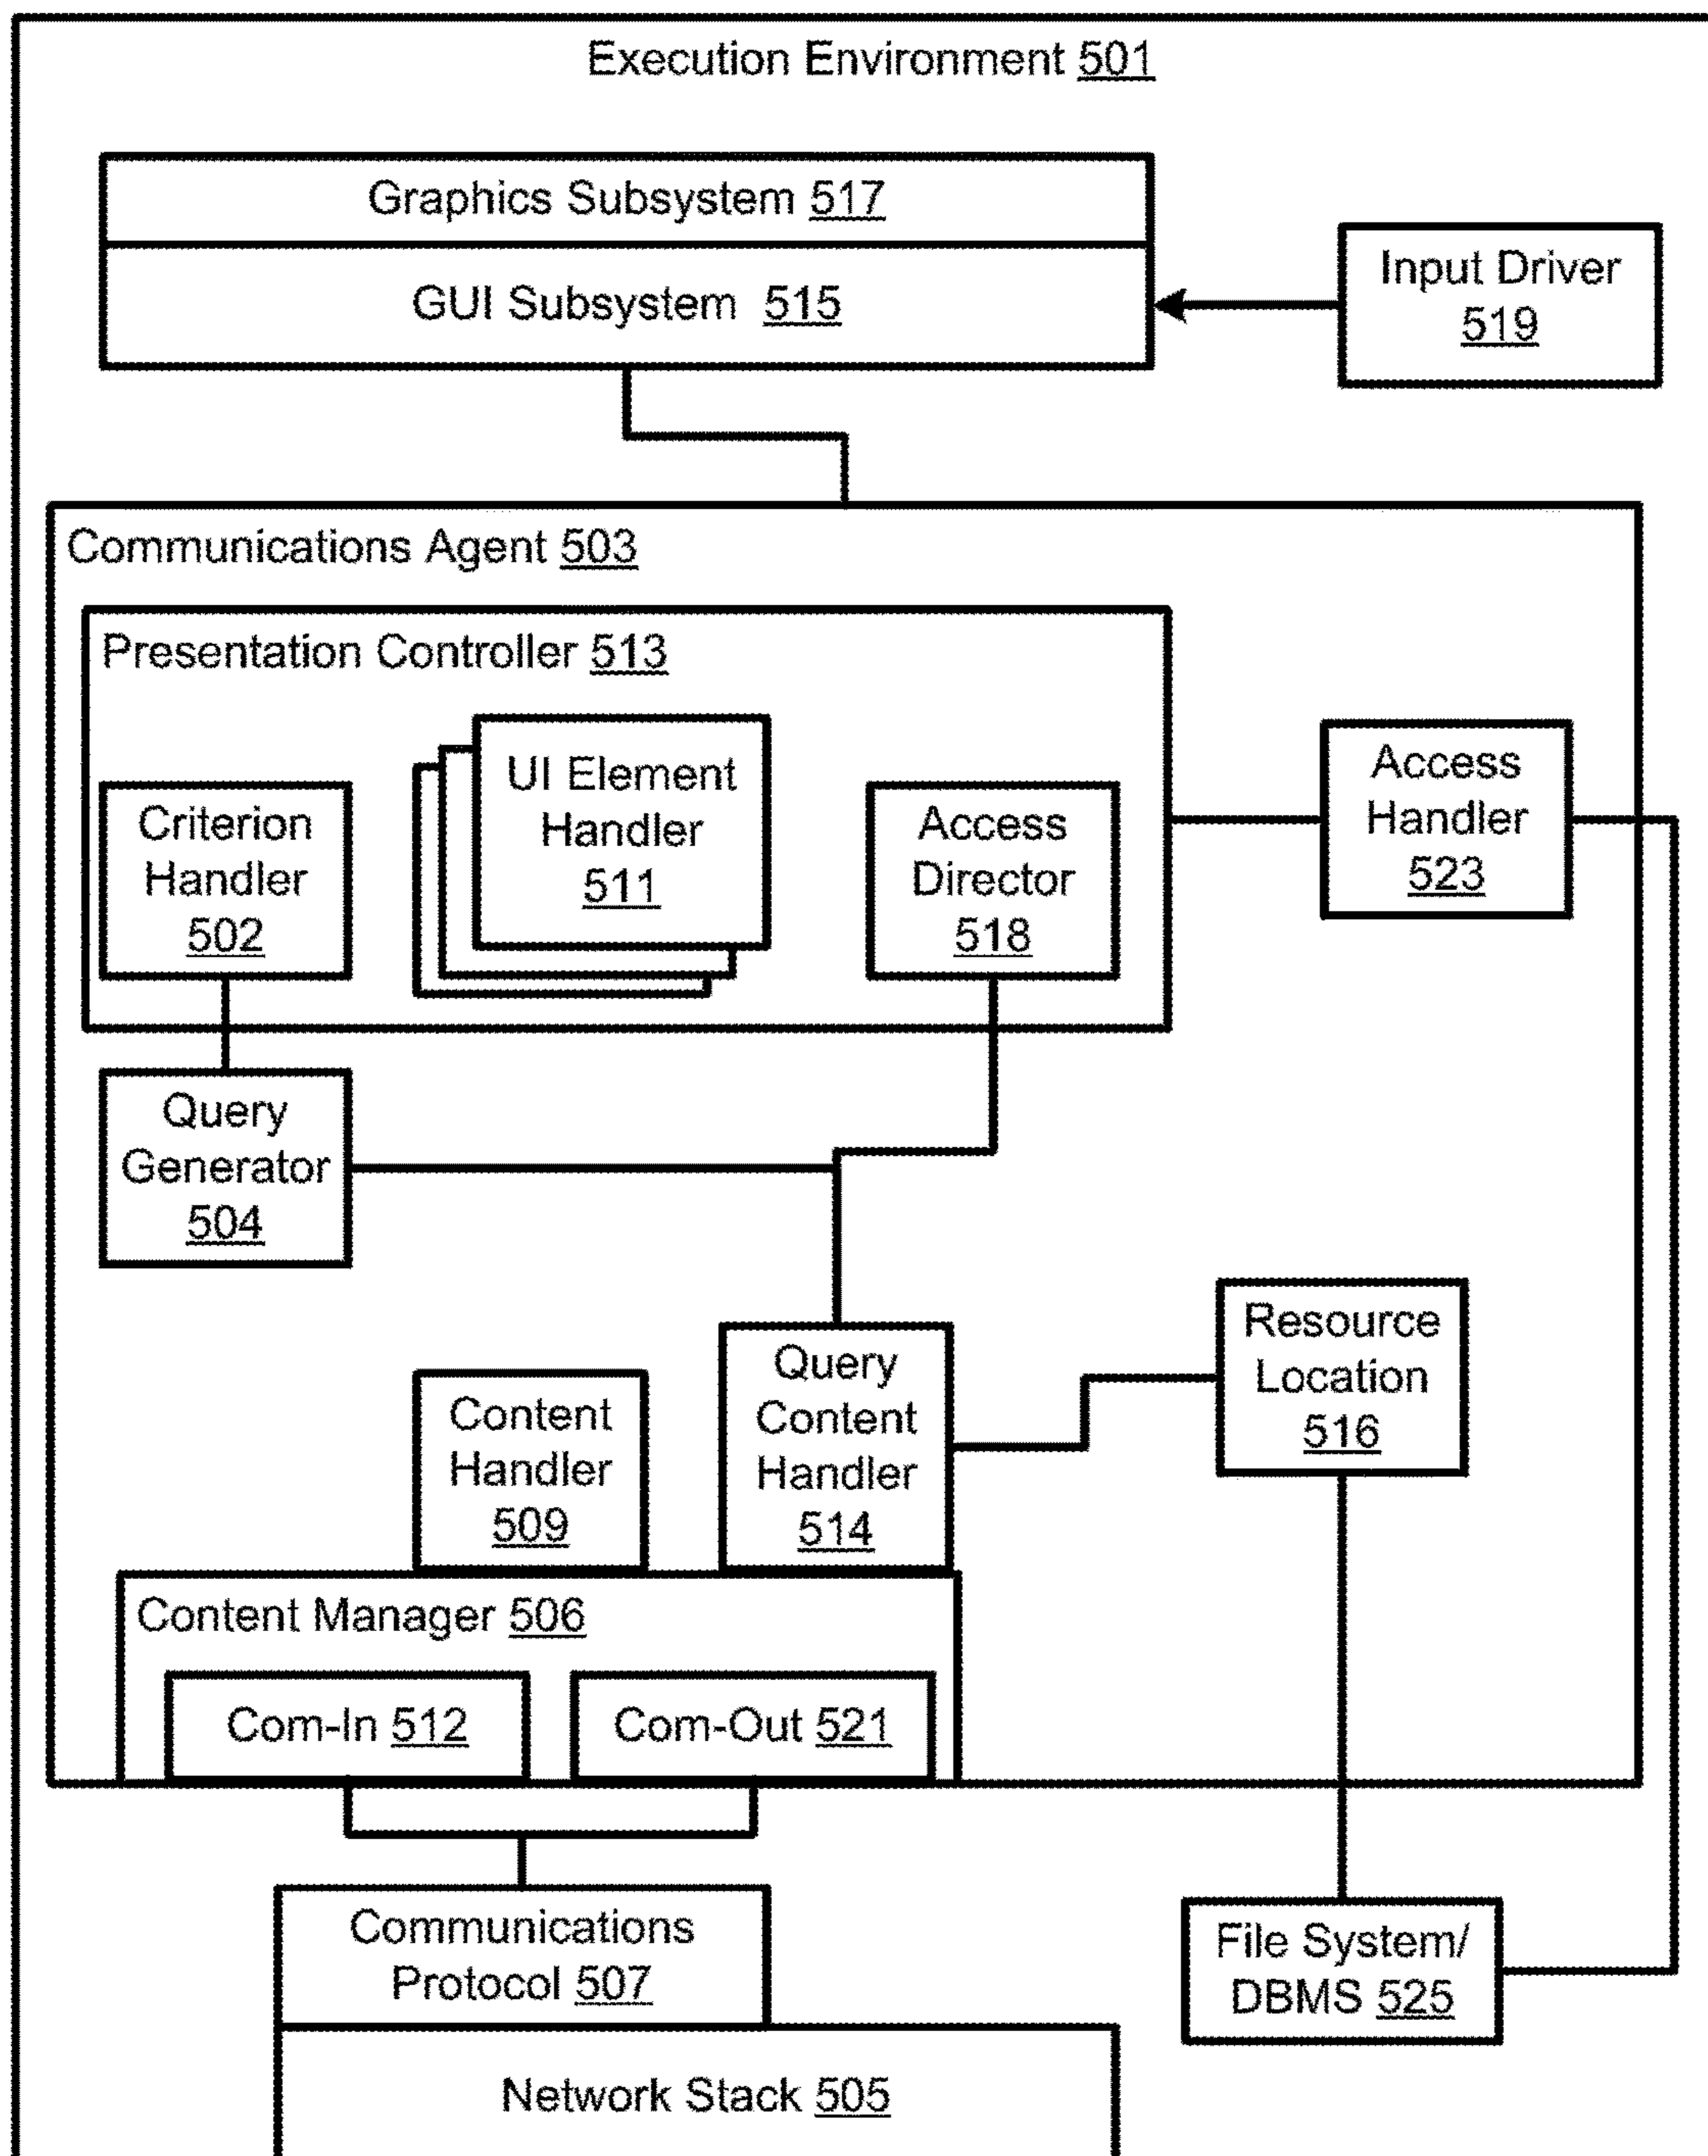 Execution Environment 501
Graphics Subsystem 517
GUI Subsystem 515
Input Driver
519
Communications Agent 503
Presentation Controller 513
Criterion
Handler
502
UI Element
Handler
511
Access
Director
518
Access
Handler
523
Query
Generator
504
Resource
Location
516
Content
Handler
509
Query
Content
Handler
514
Content Manager 506
Com-In 512
Com-Out 521
Communications
Protocol 507
File System/
DBMS 525
Network Stack 505